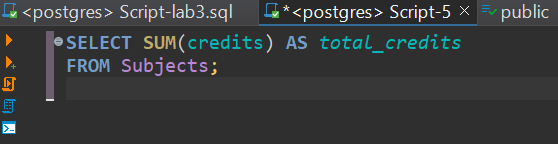 <postgres> Script-lab3.sql
*<postgres> Script-5
public
SELECT SUM(credits) AS total_credits
FROM Subjects;